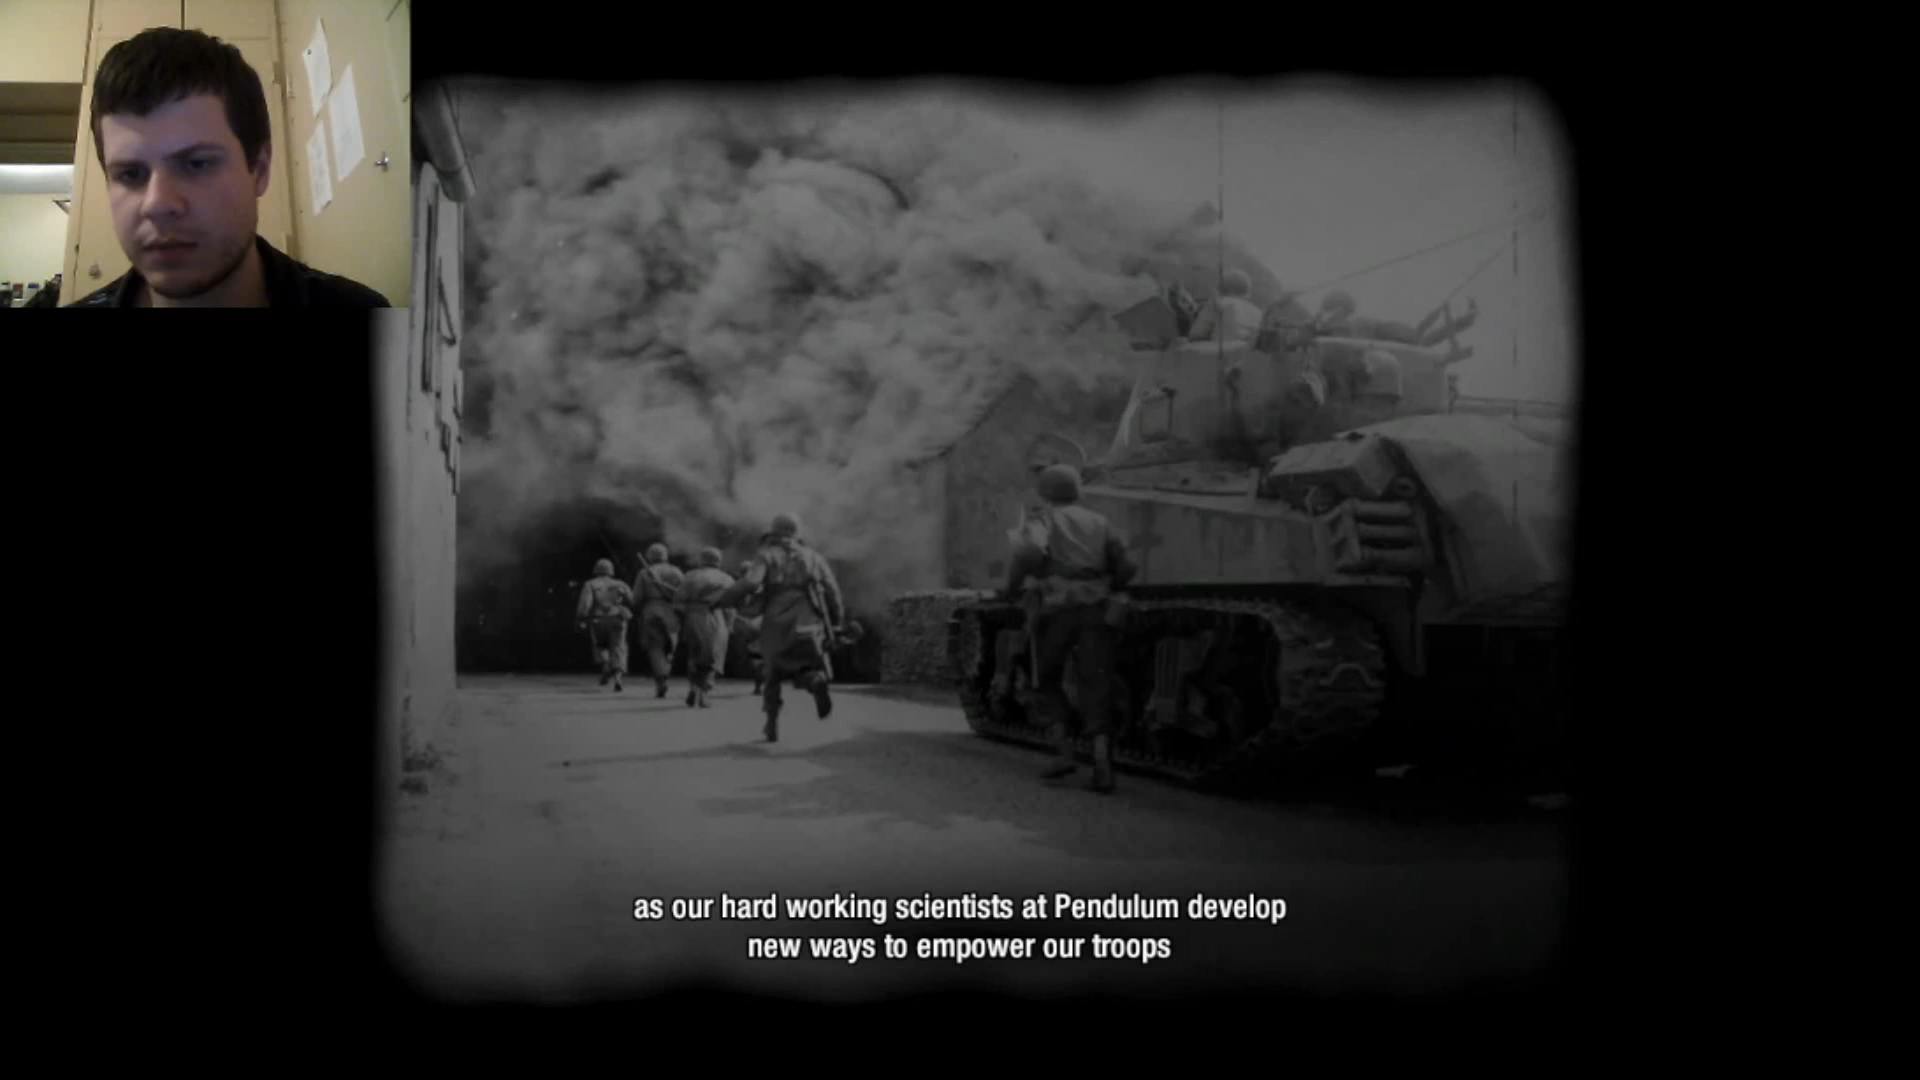 as our hard working scientists at Pendulum develop
new ways to empower our troops